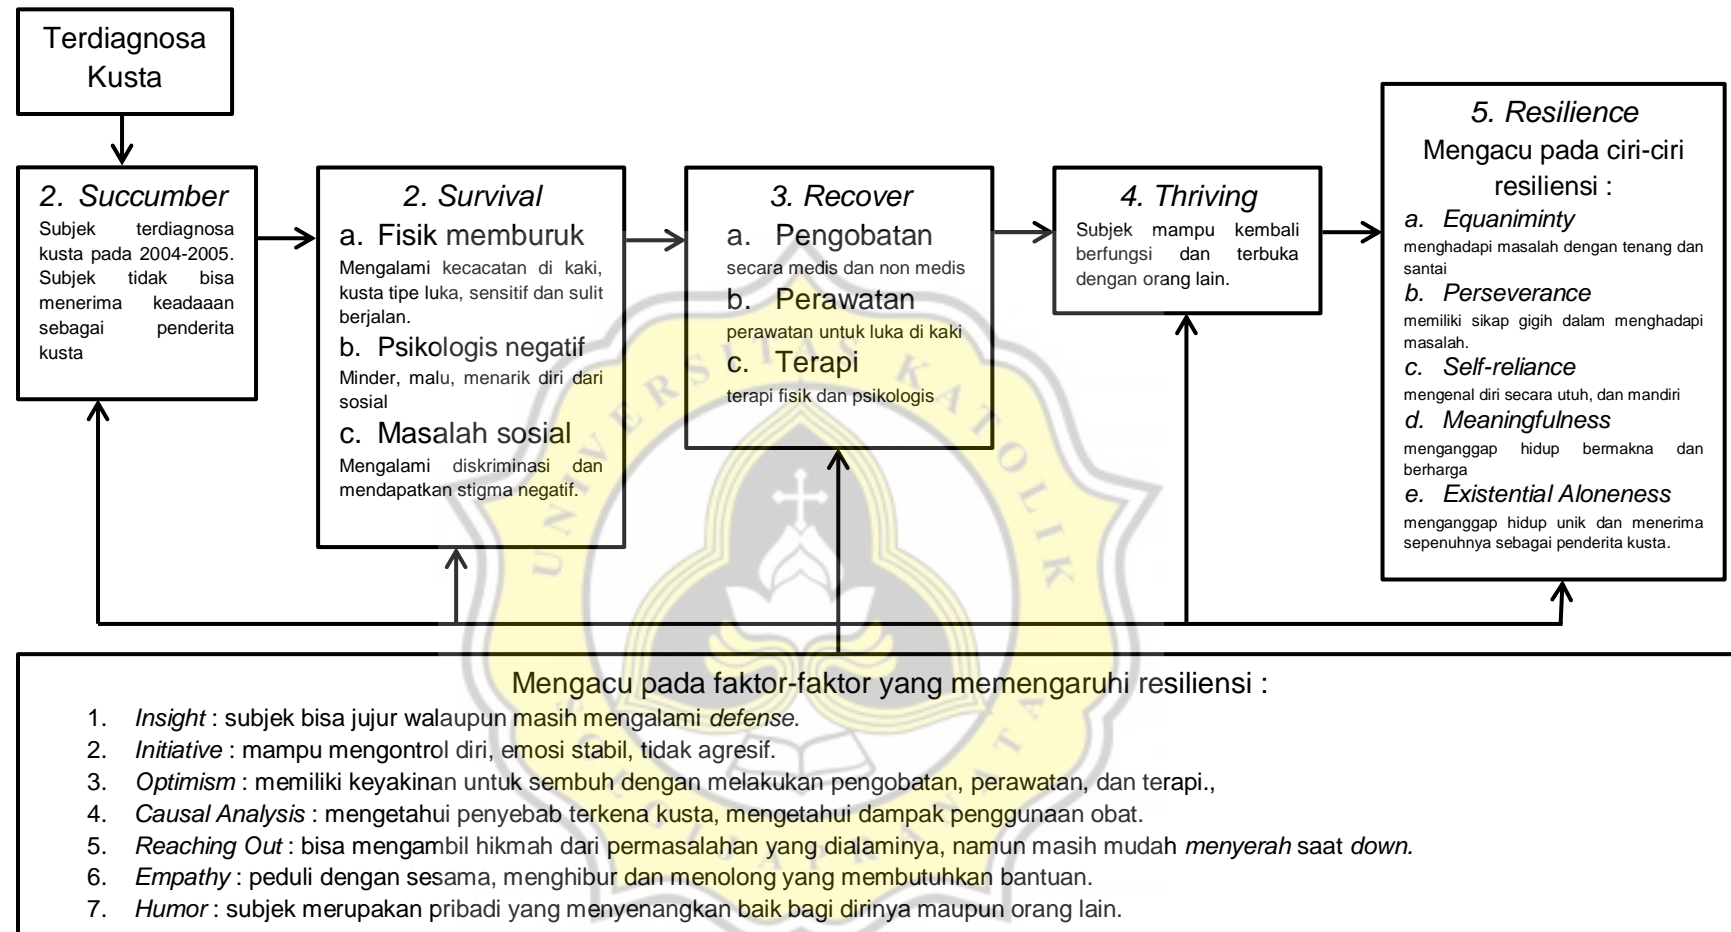 Terdiagnosa
Kusta
2. Succumber
Subjek terdiagnosa
kusta pada 2004-2005.
Subjek tidak bisa
menerima keadaaan
sebagai penderita
kusta
2. Survival
a. Fisik memburuk
Mengalami kecacatan di kaki,
kusta tipe luka, sensitif dan sulit
berjalan.
b. Psikologis negatif
Minder, malu, menarik diri dari
sosial
c. Masalah sosial
Mengalami diskriminasi dan
mendapatkan stigma negatif.
3. Recover
a. Pengobatan
secara medis dan non medis
b. Perawatan
perawatan untuk luka di kaki
c. Terapi
terapi fisik dan psikologis
4. Thriving
Subjek mampu kembali
berfungsi dan terbuka
dengan orang lain.
5. Resilience
Mengacu pada ciri-ciri
resiliensi :
a. Equaniminty
menghadapi masalah dengan tenang dan
santai
b. Perseverance
memiliki sikap gigih dalam menghadapi
masalah.
c. Self-reliance
mengenal diri secara utuh, dan mandiri
d. Meaningfulness
menganggap hidup bermakna dan
berharga
e. Existential Aloneness
menganggap hidup unik dan menerima
sepenuhnya sebagai penderita kusta.
Mengacu pada faktor-faktor yang memengaruhi resiliensi :
1. Insight : subjek bisa jujur walaupun masih mengalami defense.
2. Initiative : mampu mengontrol diri, emosi stabil, tidak agresif.
3. Optimism : memiliki keyakinan untuk sembuh dengan melakukan pengobatan, perawatan, dan terapi.,
4. Causal Analysis : mengetahui penyebab terkena kusta, mengetahui dampak penggunaan obat.
5. Reaching Out : bisa mengambil hikmah dari permasalahan yang dialaminya, namun masih mudah menyerah saat down.
6. Empathy : peduli dengan sesama, menghibur dan menolong yang membutuhkan bantuan.
7. Humor : subjek merupakan pribadi yang menyenangkan baik bagi dirinya maupun orang lain.
UNIVERSITAS KATOLIK
SOEGIJAPRANATA